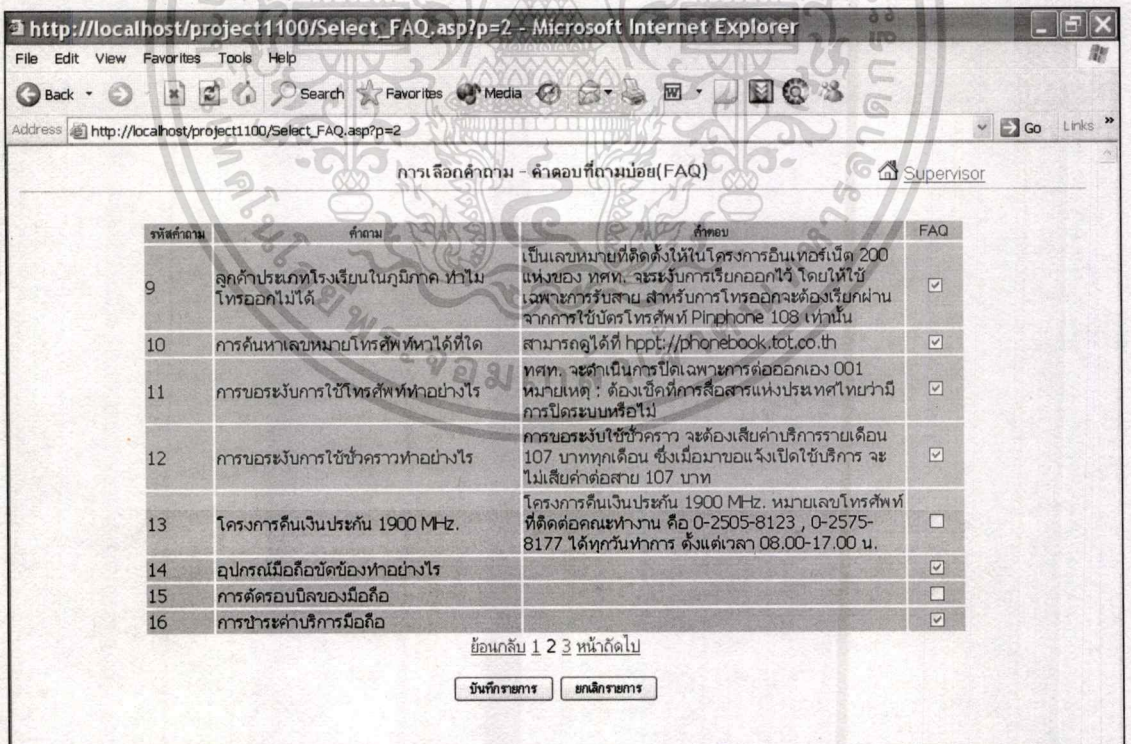 http://localhost/project1100/Select_FAQ.asp?p=2 - Microsoft Internet Explorer
File Edit View Favorites Tools Help
Back Search Favorites Media
Address http://localhost/project1100/Select_FAQ.asp?p=2 Go Links »
การเลือกคำถาม - คำตอบที่ถามบ่อย(FAQ) Supervisor
รหัสคำถาม คำถาม คำตอบ FAQ
9 ลูกค้าประเภทโรงเรียนในภูมิภาค ทำไม
โทรออกไม่ได้
เป็นเลขหมายที่ติดตั้งให้ในโครงการอินเทอร์เน็ต 200
แห่งของ ทศท. จะระงับการเรียกออกไว้ โดยให้ใช้
เฉพาะการรับสาย สำหรับการโทรออกจะต้องเรียกผ่าน
จากการใช้บัตรโทรศัพท์ Pinphone 108 เท่านั้น
10 การค้นหาเลขหมายโทรศัพท์หาได้ที่ใด สามารถดูได้ที่ hppt://phonebook.tot.co.th
11 การขอระงับการใช้โทรศัพท์ทำอย่างไร
ทศท. จะดำเนินการปิดเฉพาะการต่อออกเอง 001
หมายเหตุ : ต้องเช็คที่การสื่อสารแห่งประเทศไทยว่ามี
การปิดระบบหรือไม่
12 การขอระงับการใช้ชั่วคราวทำอย่างไร
การขอระงับใช้ชั่วคราว จะต้องเสียค่าบริการรายเดือน
107 บาททุกเดือน ซึ่งเมื่อมาขอแจ้งเปิดใช้บริการ จะ
ไม่เสียค่าต่อสาย 107 บาท
13 โครงการคืนเงินประกัน 1900 MHz.
โครงการคืนเงินประกัน 1900 MHz. หมายเลขโทรศัพท์
ที่ติดต่อคณะทำงาน คือ 0-2505-8123 , 0-2575-
8177 ได้ทุกวันทำการ ตั้งแต่เวลา 08.00-17.00 น.
14 อุปกรณ์มือถือขัดข้องทำอย่างไร
15 การตัดรอบบิลของมือถือ
16 การชำระค่าบริการมือถือ
ย้อนกลับ 1 2 3 หน้าถัดไป
บันทึกรายการ ยกเลิกรายการ